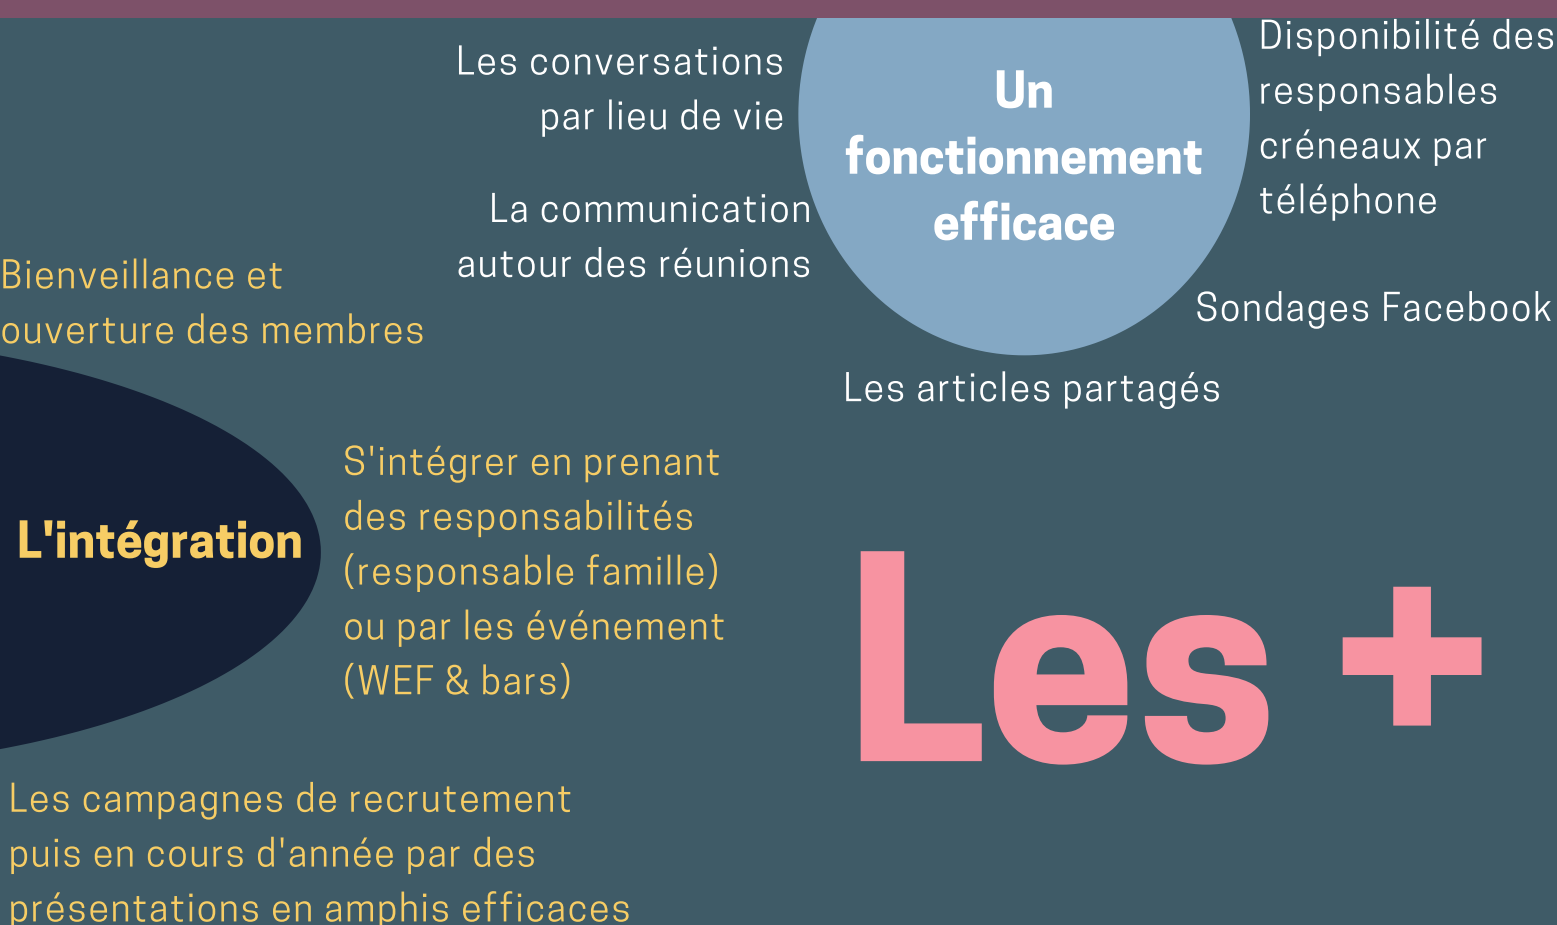 Les conversations
par lieu de vie
La communication
autour des réunions
Un
fonctionnement
efficace
Disponibilité des
responsables
créneaux par
téléphone
Sondages Facebook
Les articles partagés
Bienveillance et
ouverture des membres
L'intégration
S'intégrer en prenant
des responsabilités
(responsable famille)
ou par les événement
(WEF & bars)
Les campagnes de recrutement
puis en cours d'année par des
présentations en amphis efficaces
Les +